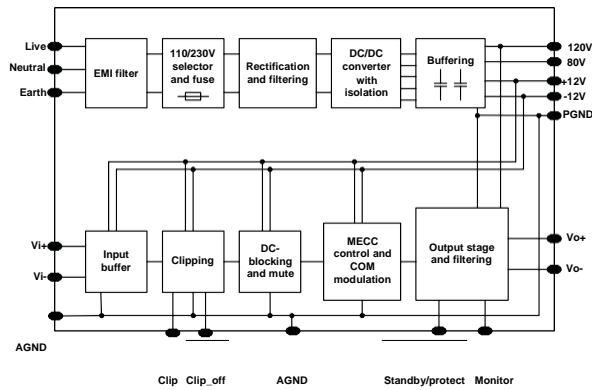 Live
Neutral
Earth
EMI filter
110/230V
selector
and fuse
Rectification
and filtering
DC/DC
converter
with
isolation
Buffering
120V
80V
+12V
-12V
PGND
Vi+
Vi-
AGND
Input
buffer
Clipping
DC-
blocking
and mute
MECC
control and
COM
modulation
Output stage
and filtering
Vo+
Vo-
Clip
Clip_off
AGND
Standby/protect
Monitor